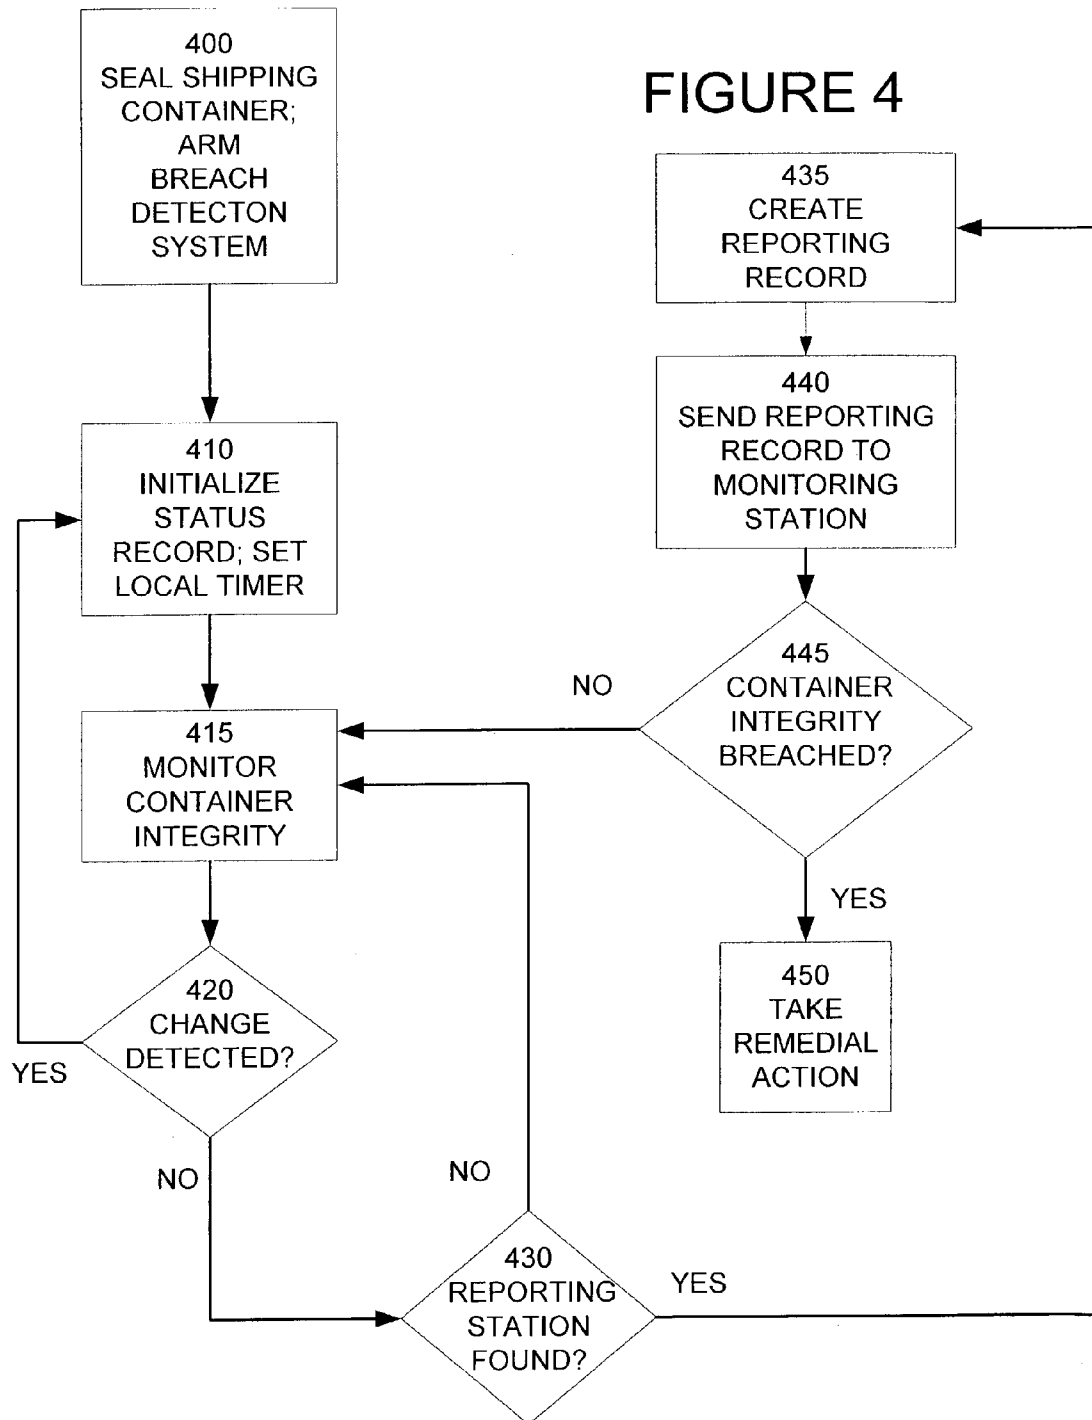 400
SEAL SHIPPING
CONTAINER;
ARM
BREACH
DETECTON
SYSTEM
FIGURE 4
435
CREATE
REPORTING
RECORD
440
SEND REPORTING
RECORD TO
MONITORING
STATION
410
INITIALIZE
STATUS
RECORD; SET
LOCAL TIMER
445
CONTAINER
INTEGRITY
BREACHED?
NO
415
MONITOR
CONTAINER
INTEGRITY
YES
450
TAKE
REMEDIAL
ACTION
420
CHANGE
DETECTED?
YES
NO
NO
430
REPORTING
STATION
FOUND?
YES